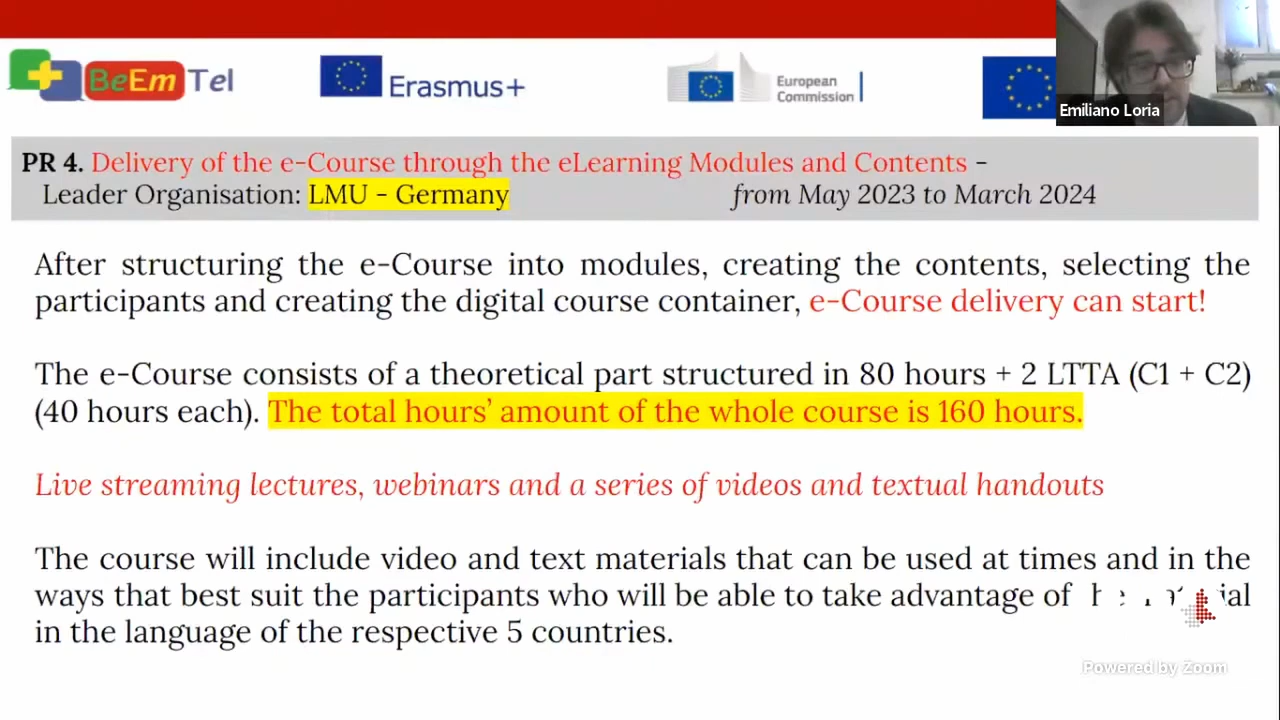 BeEmTel
Erasmus+
European
Commission
Emiliano Loria
PR 4. Delivery of the e-Course through the eLearning Modules and Contents -
Leader Organisation: LMU - Germany from May 2023 to March 2024
After structuring the e-Course into modules, creating the contents, selecting the
participants and creating the digital course container, e-Course delivery can start!
The e-Course consists of a theoretical part structured in 80 hours + 2 LTTA (C1 + C2)
(40 hours each). The total hours' amount of the whole course is 160 hours.
Live streaming lectures, webinars and a series of videos and textual handouts
The course will include video and text materials that can be used at times and in the
ways that best suit the participants who will be able to take advantage of
in the language of the respective 5 countries.
Powered by Zoom